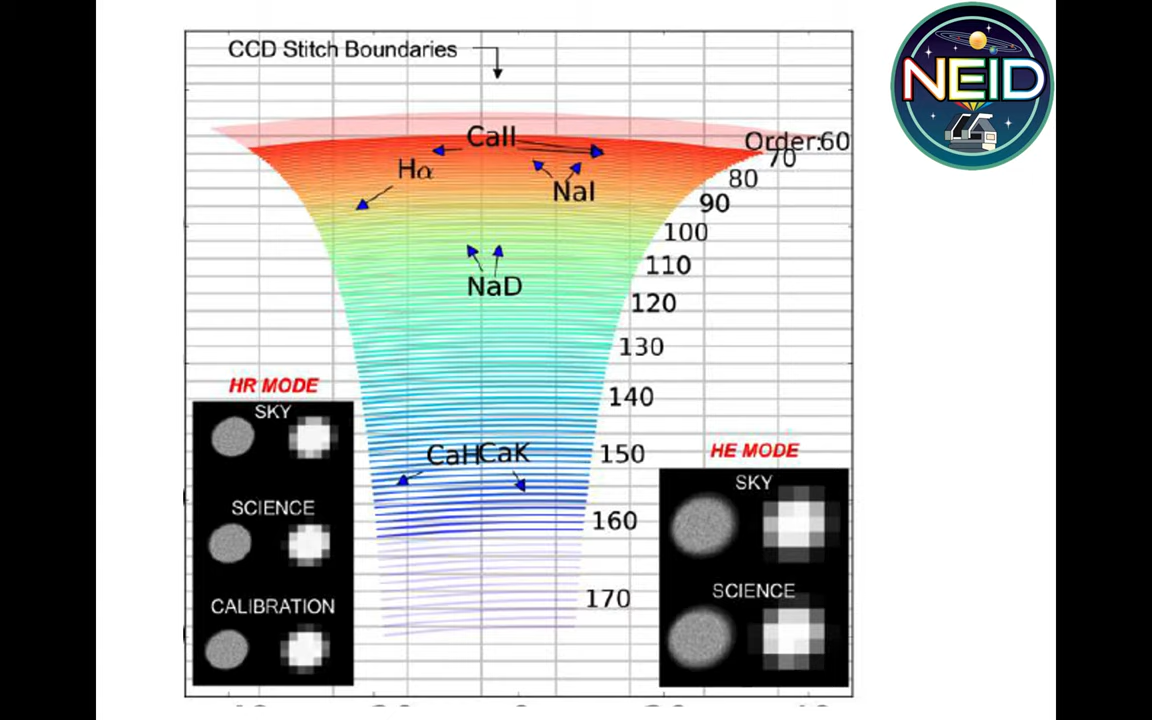 CCD Stitch Boundaries
NEID
CaII
Order:60
70
Hα
80
NaI
90
100
110
NaD
120
130
HR MODE
140
SKY
CaH
CaK
150
HE MODE
SKY
SCIENCE
160
SCIENCE
170
CALIBRATION